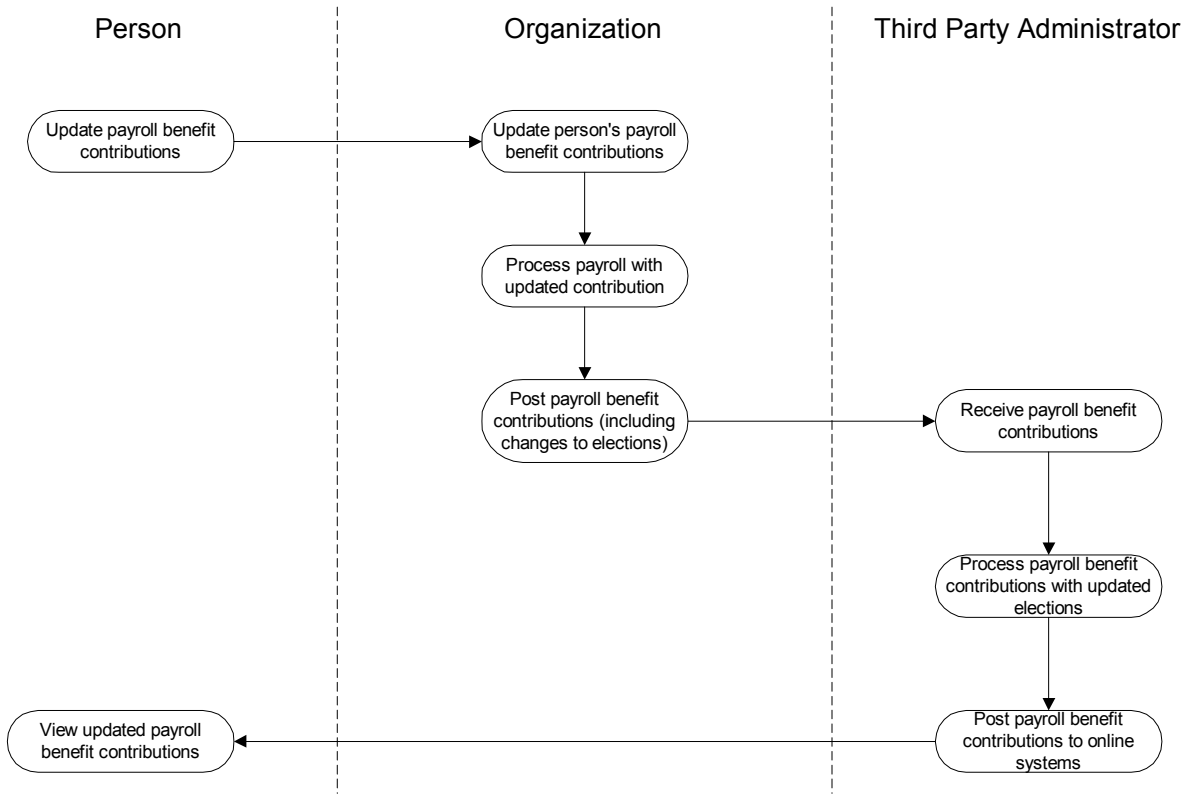 Person
Organization
Third Party Administrator
Update payroll benefit
contributions
Update person's payroll
benefit contributions
Process payroll with
updated contribution
Post payroll benefit
contributions (including
changes to elections)
Receive payroll benefit
contributions
Process payroll benefit
contributions with updated
elections
Post payroll benefit
contributions to online
systems
View updated payroll
benefit contributions